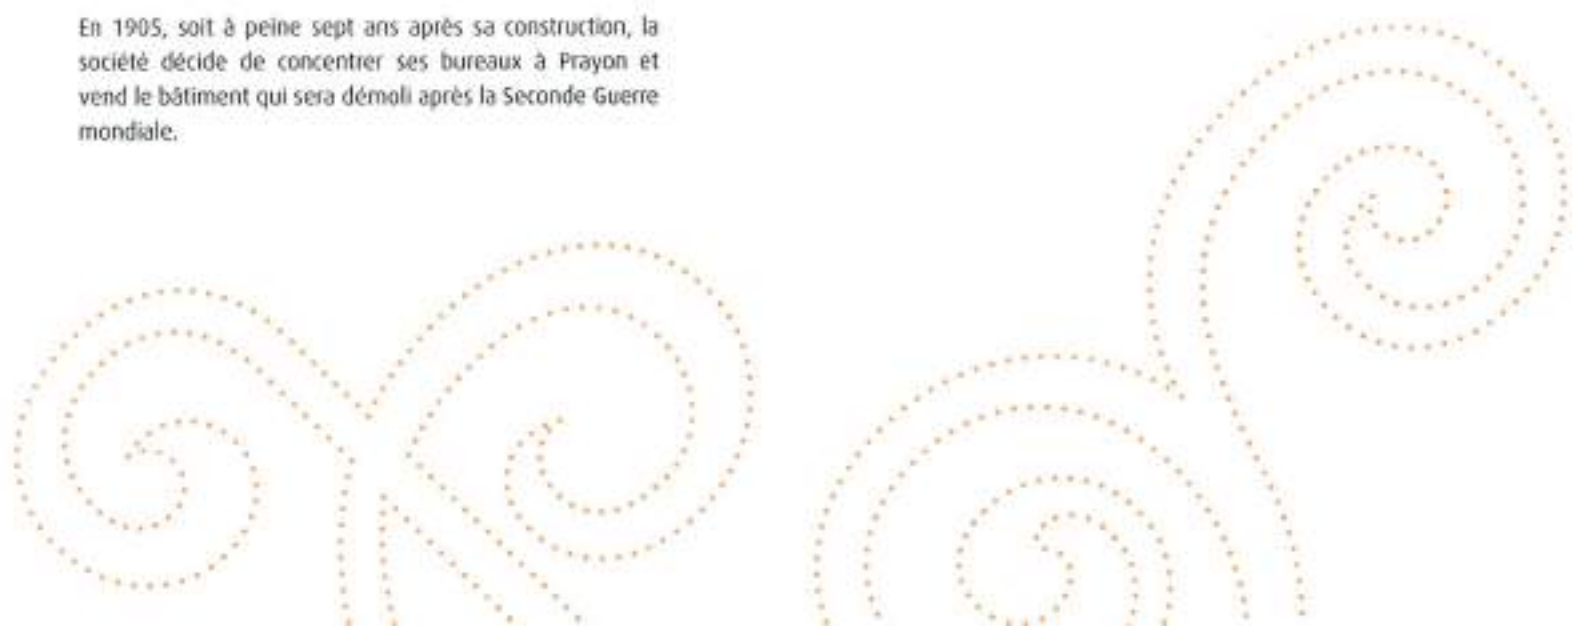 En 1905, soit à peine sept ans après sa construction, la
société décide de concentrer ses bureaux à Prayon et
vend le bâtiment qui sera démoli après la Seconde Guerre
mondiale.